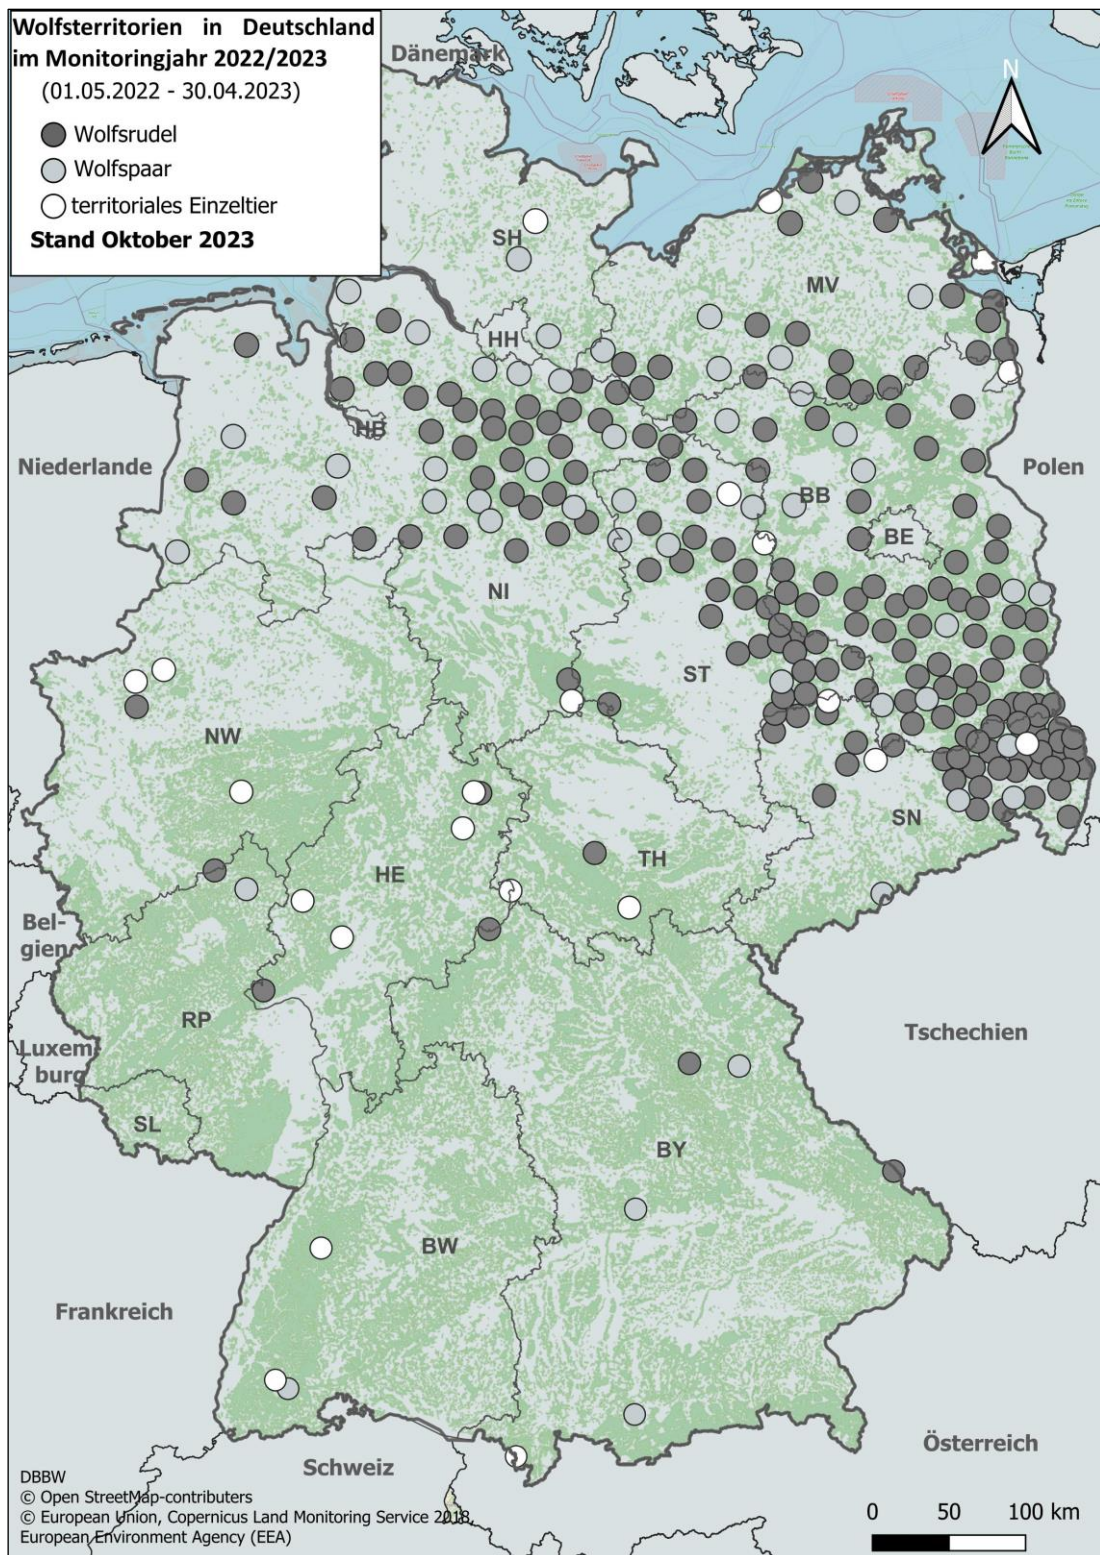 Wolfsterritorien in Deutschland
im Monitoringjahr 2022/2023
(01.05.2022 - 30.04.2023)
Wolfsrudel
Wolfspaar
territoriales Einzeltier
Stand Oktober 2023
Dänemark
N
SH
MV
HH
HB
Niederlande
Polen
BB
BE
NI
ST
NW
SN
HE
TH
Bel-
gien
RP
Luxem-
burg
Tschechien
SL
BY
BW
Frankreich
Österreich
Schweiz
DBBW
© Open StreetMap-contributers
© European Union, Copernicus Land Monitoring Service 2018,
European Environment Agency (EEA)
0 50 100 km